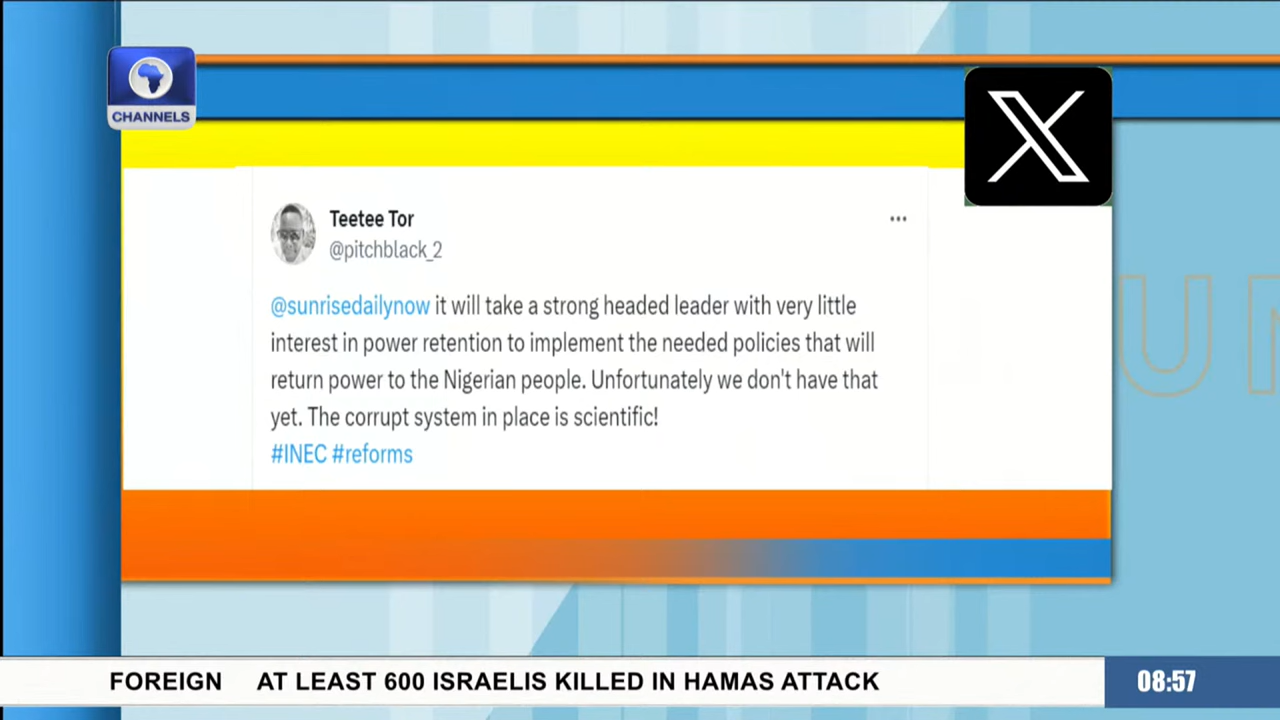 CHANNELS
X
Teetee Tor
@pitchblack_2
@sunrisedailynow it will take a strong headed leader with very little
interest in power retention to implement the needed policies that will
return power to the Nigerian people. Unfortunately we don't have that
yet. The corrupt system in place is scientific!
#INEC #reforms
UN
FOREIGN AT LEAST 600 ISRAELIS KILLED IN HAMAS ATTACK 08:57